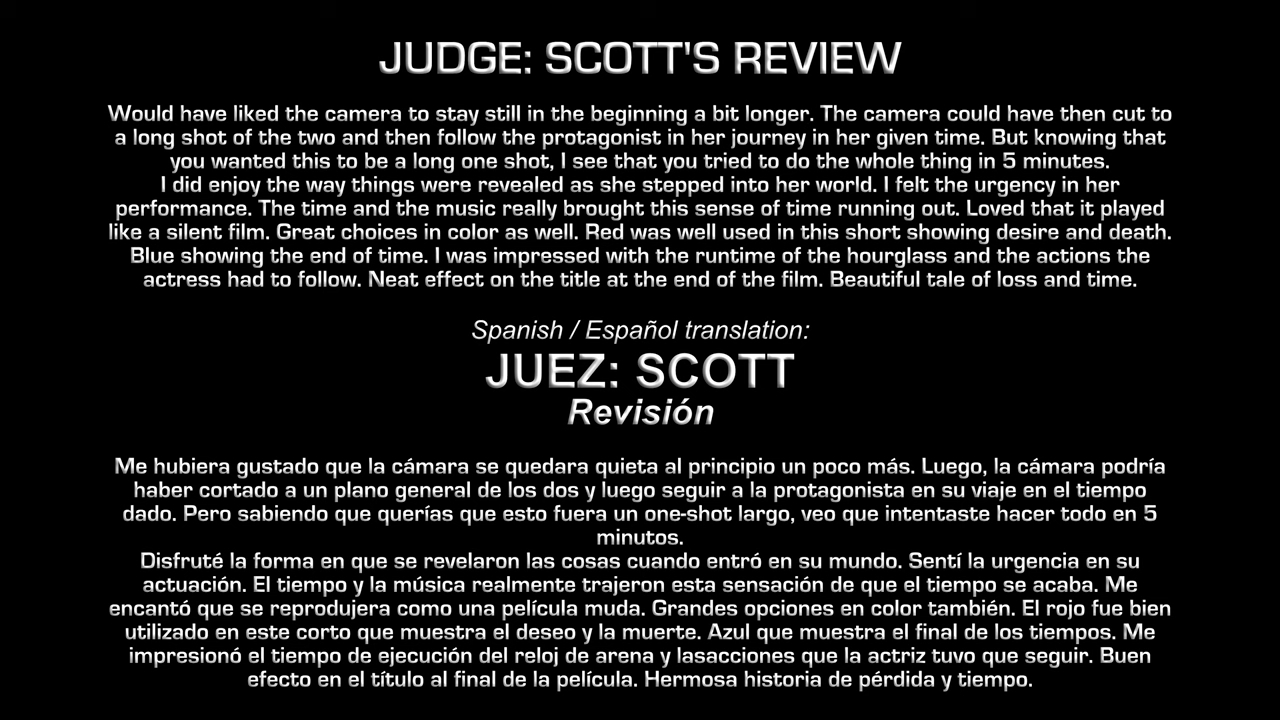 JUDGE: SCOTT'S REVIEW
Would have liked the camera to stay still in the beginning a bit longer. The camera could have then cut to
a long shot of the two and then follow the protagonist in her journey in her given time. But knowing that
you wanted this to be a long one shot, I see that you tried to do the whole thing in 5 minutes.
I did enjoy the way things were revealed as she stepped into her world. I felt the urgency in her
performance. The time and the music really brought this sense of time running out. Loved that it played
like a silent film. Great choices in color as well. Red was well used in this short showing desire and death.
Blue showing the end of time. I was impressed with the runtime of the hourglass and the actions the
actress had to follow. Neat effect on the title at the end of the film. Beautiful tale of loss and time.
Spanish / Español translation:
JUEZ: SCOTT
Revisión
Me hubiera gustado que la cámara se quedara quieta al principio un poco más. Luego, la cámara podría
haber cortado a un plano general de los dos y luego seguir a la protagonista en su viaje en el tiempo
dado. Pero sabiendo que querías que esto fuera un one-shot largo, veo que intentaste hacer todo en 5
minutos.
Disfruté la forma en que se revelaron las cosas cuando entró en su mundo. Sentí la urgencia en su
actuación. El tiempo y la música realmente trajeron esta sensación de que el tiempo se acaba. Me
encantó que se reprodujera como una película muda. Grandes opciones en color también. El rojo fue bien
utilizado en este corto que muestra el deseo y la muerte. Azul que muestra el final de los tiempos. Me
impresionó el tiempo de ejecución del reloj de arena y lasacciones que la actriz tuvo que seguir. Buen
efecto en el título al final de la película. Hermosa historia de pérdida y tiempo.